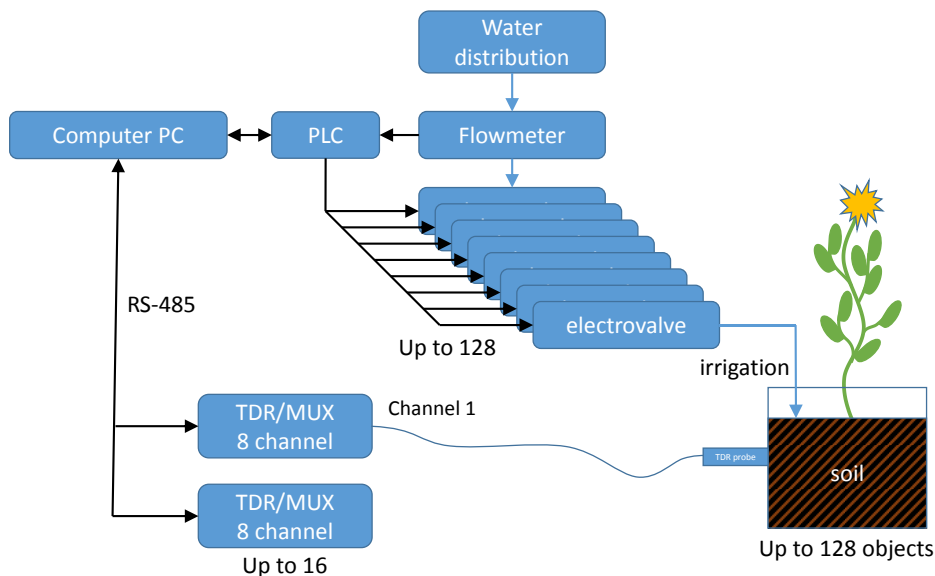 Water
distribution
Computer PC
PLC
Flowmeter
RS-485
electrovalve
Up to 128
irrigation
TDR/MUX
8 channel
Channel 1
TDR probe
soil
TDR/MUX
8 channel
Up to 16
Up to 128 objects